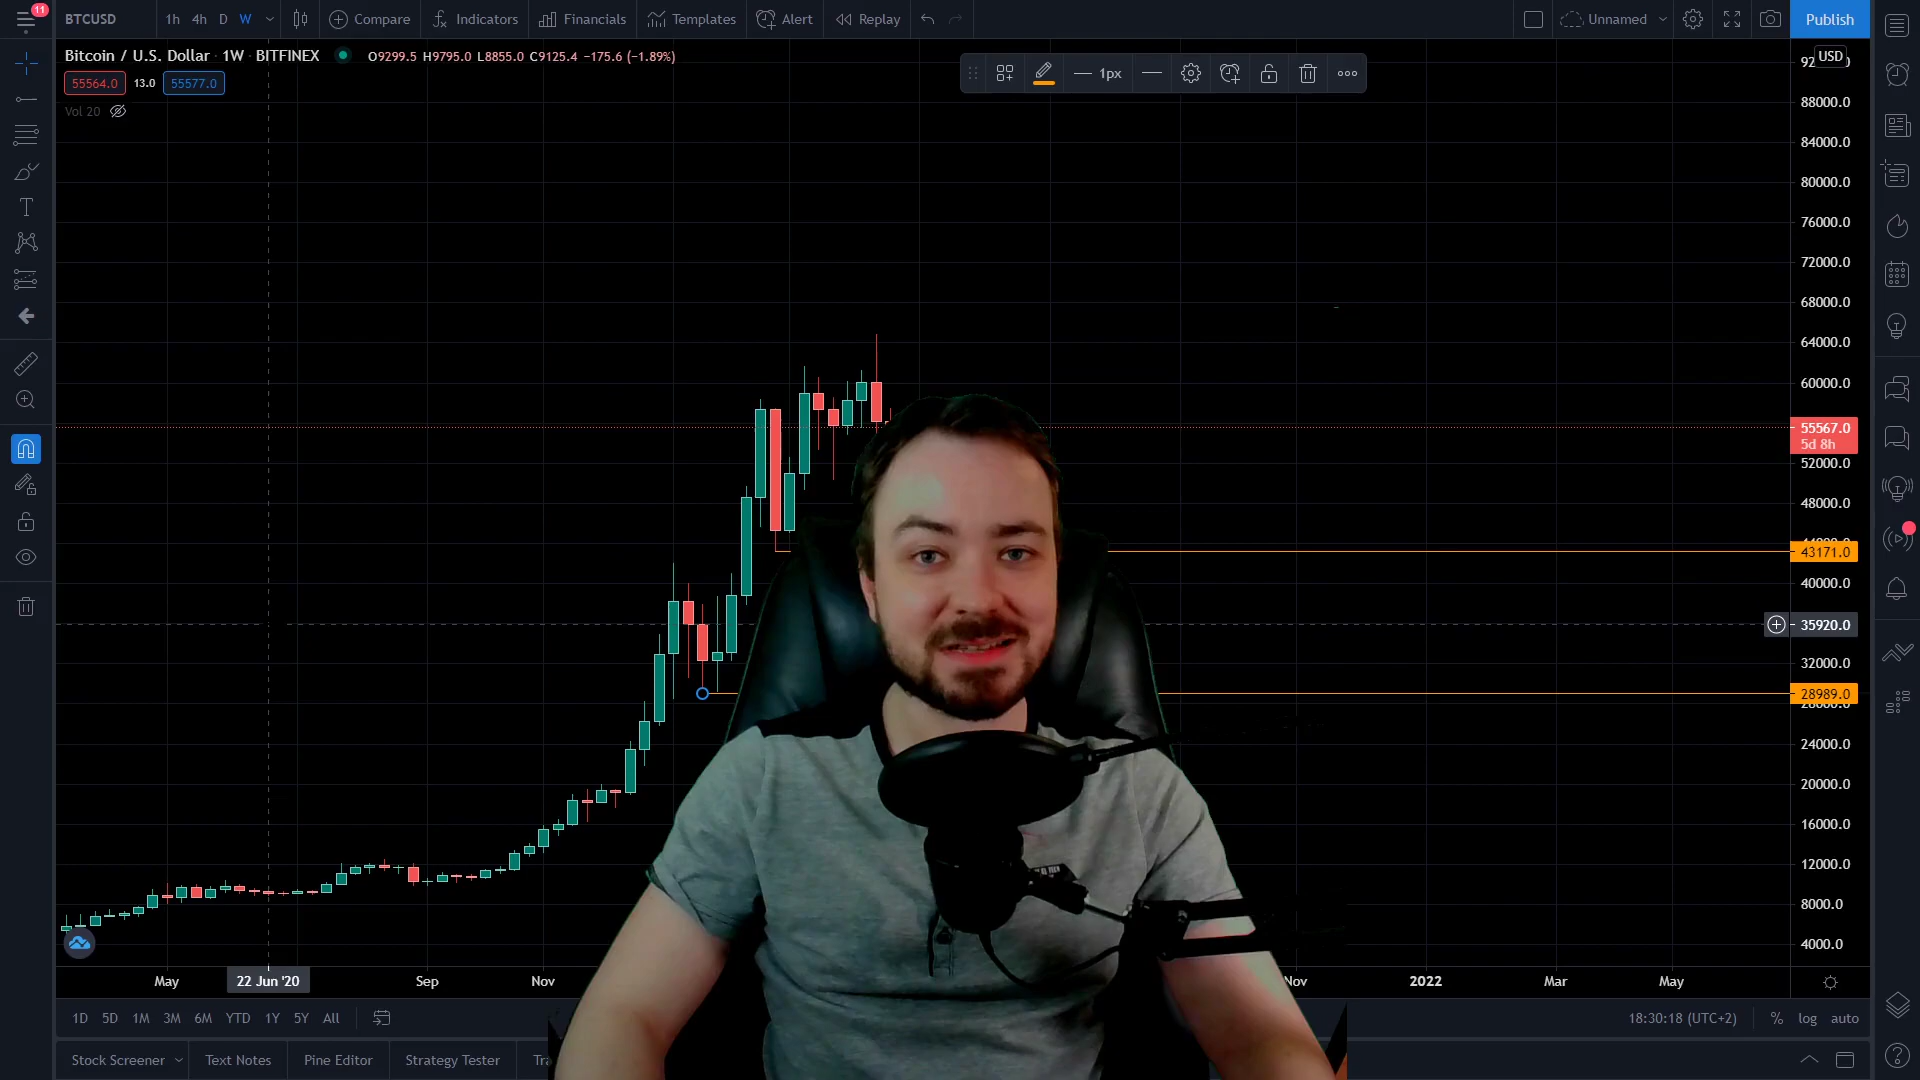 11
BTCUSD 1h 4h D W Compare Indicators Financials Templates Alert Replay Unnamed Publish
Bitcoin / U.S. Dollar · 1W · BITFINEX O9299.5 H9795.0 L8855.0 C9125.4 −175.6 (−1.89%)
55564.0 13.0 55577.0
Vol 20
1px
USD
88000.0
84000.0
80000.0
76000.0
72000.0
68000.0
64000.0
60000.0
55567.0
5d 8h
52000.0
48000.0
43171.0
40000.0
35920.0
32000.0
28989.0
28000.0
24000.0
20000.0
16000.0
12000.0
8000.0
4000.0
May 22 Jun '20 Sep Nov Nov 2022 Mar May
1D 5D 1M 3M 6M YTD 1Y 5Y All 18:30:18 (UTC+2) % log auto
Stock Screener Text Notes Pine Editor Strategy Tester